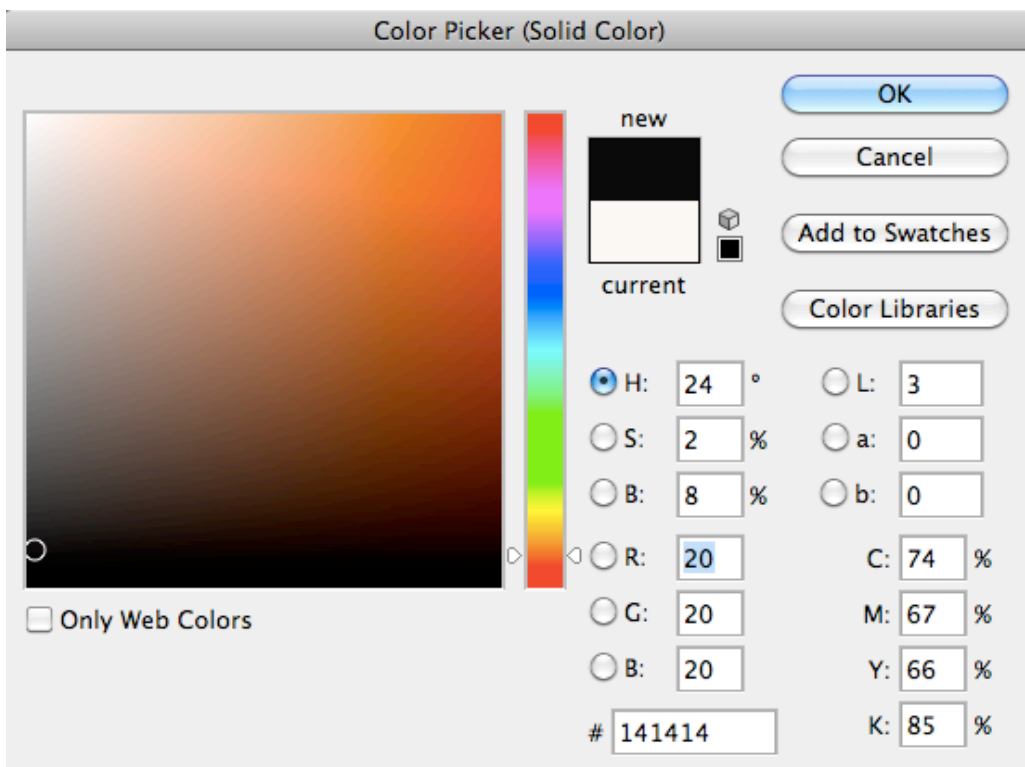 Color Picker (Solid Color)
new
current
OK
Cancel
Add to Swatches
Color Libraries
H: 24 °
S: 2 %
B: 8 %
R: 20
G: 20
B: 20
# 141414
L: 3
a: 0
b: 0
C: 74 %
M: 67 %
Y: 66 %
K: 85 %
Only Web Colors